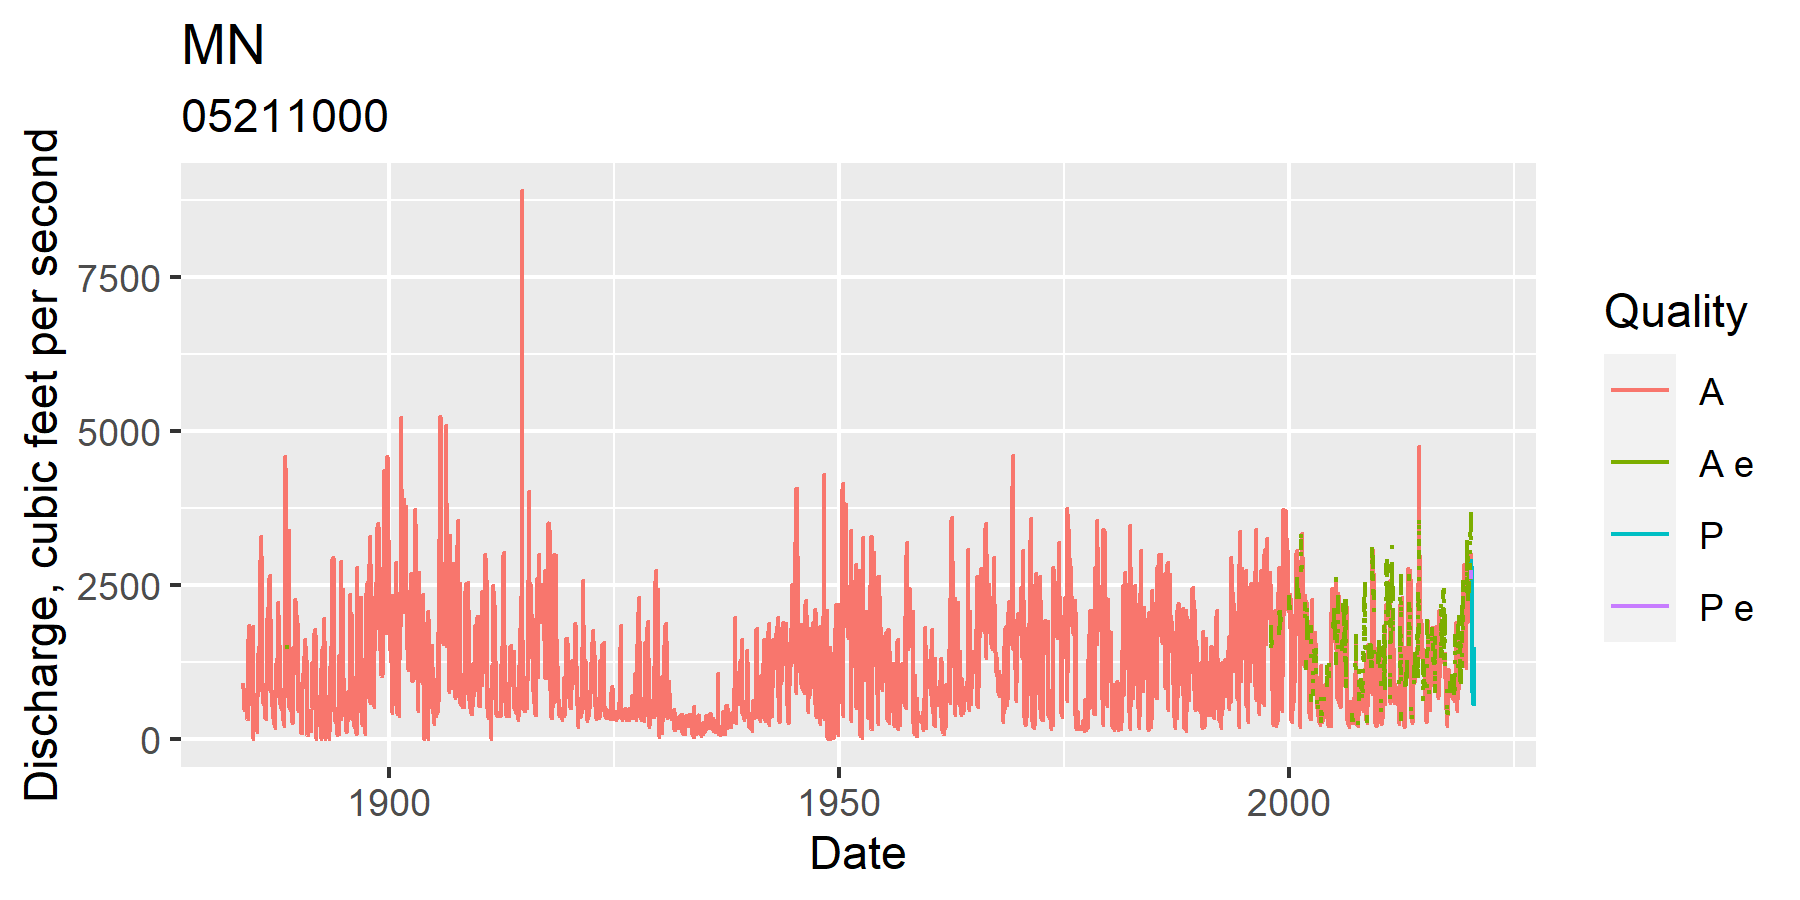 MN
05211000
Discharge, cubic feet per second
7500
5000
2500
0
1900
1950
2000
Date
Quality
A
A e
P
P e